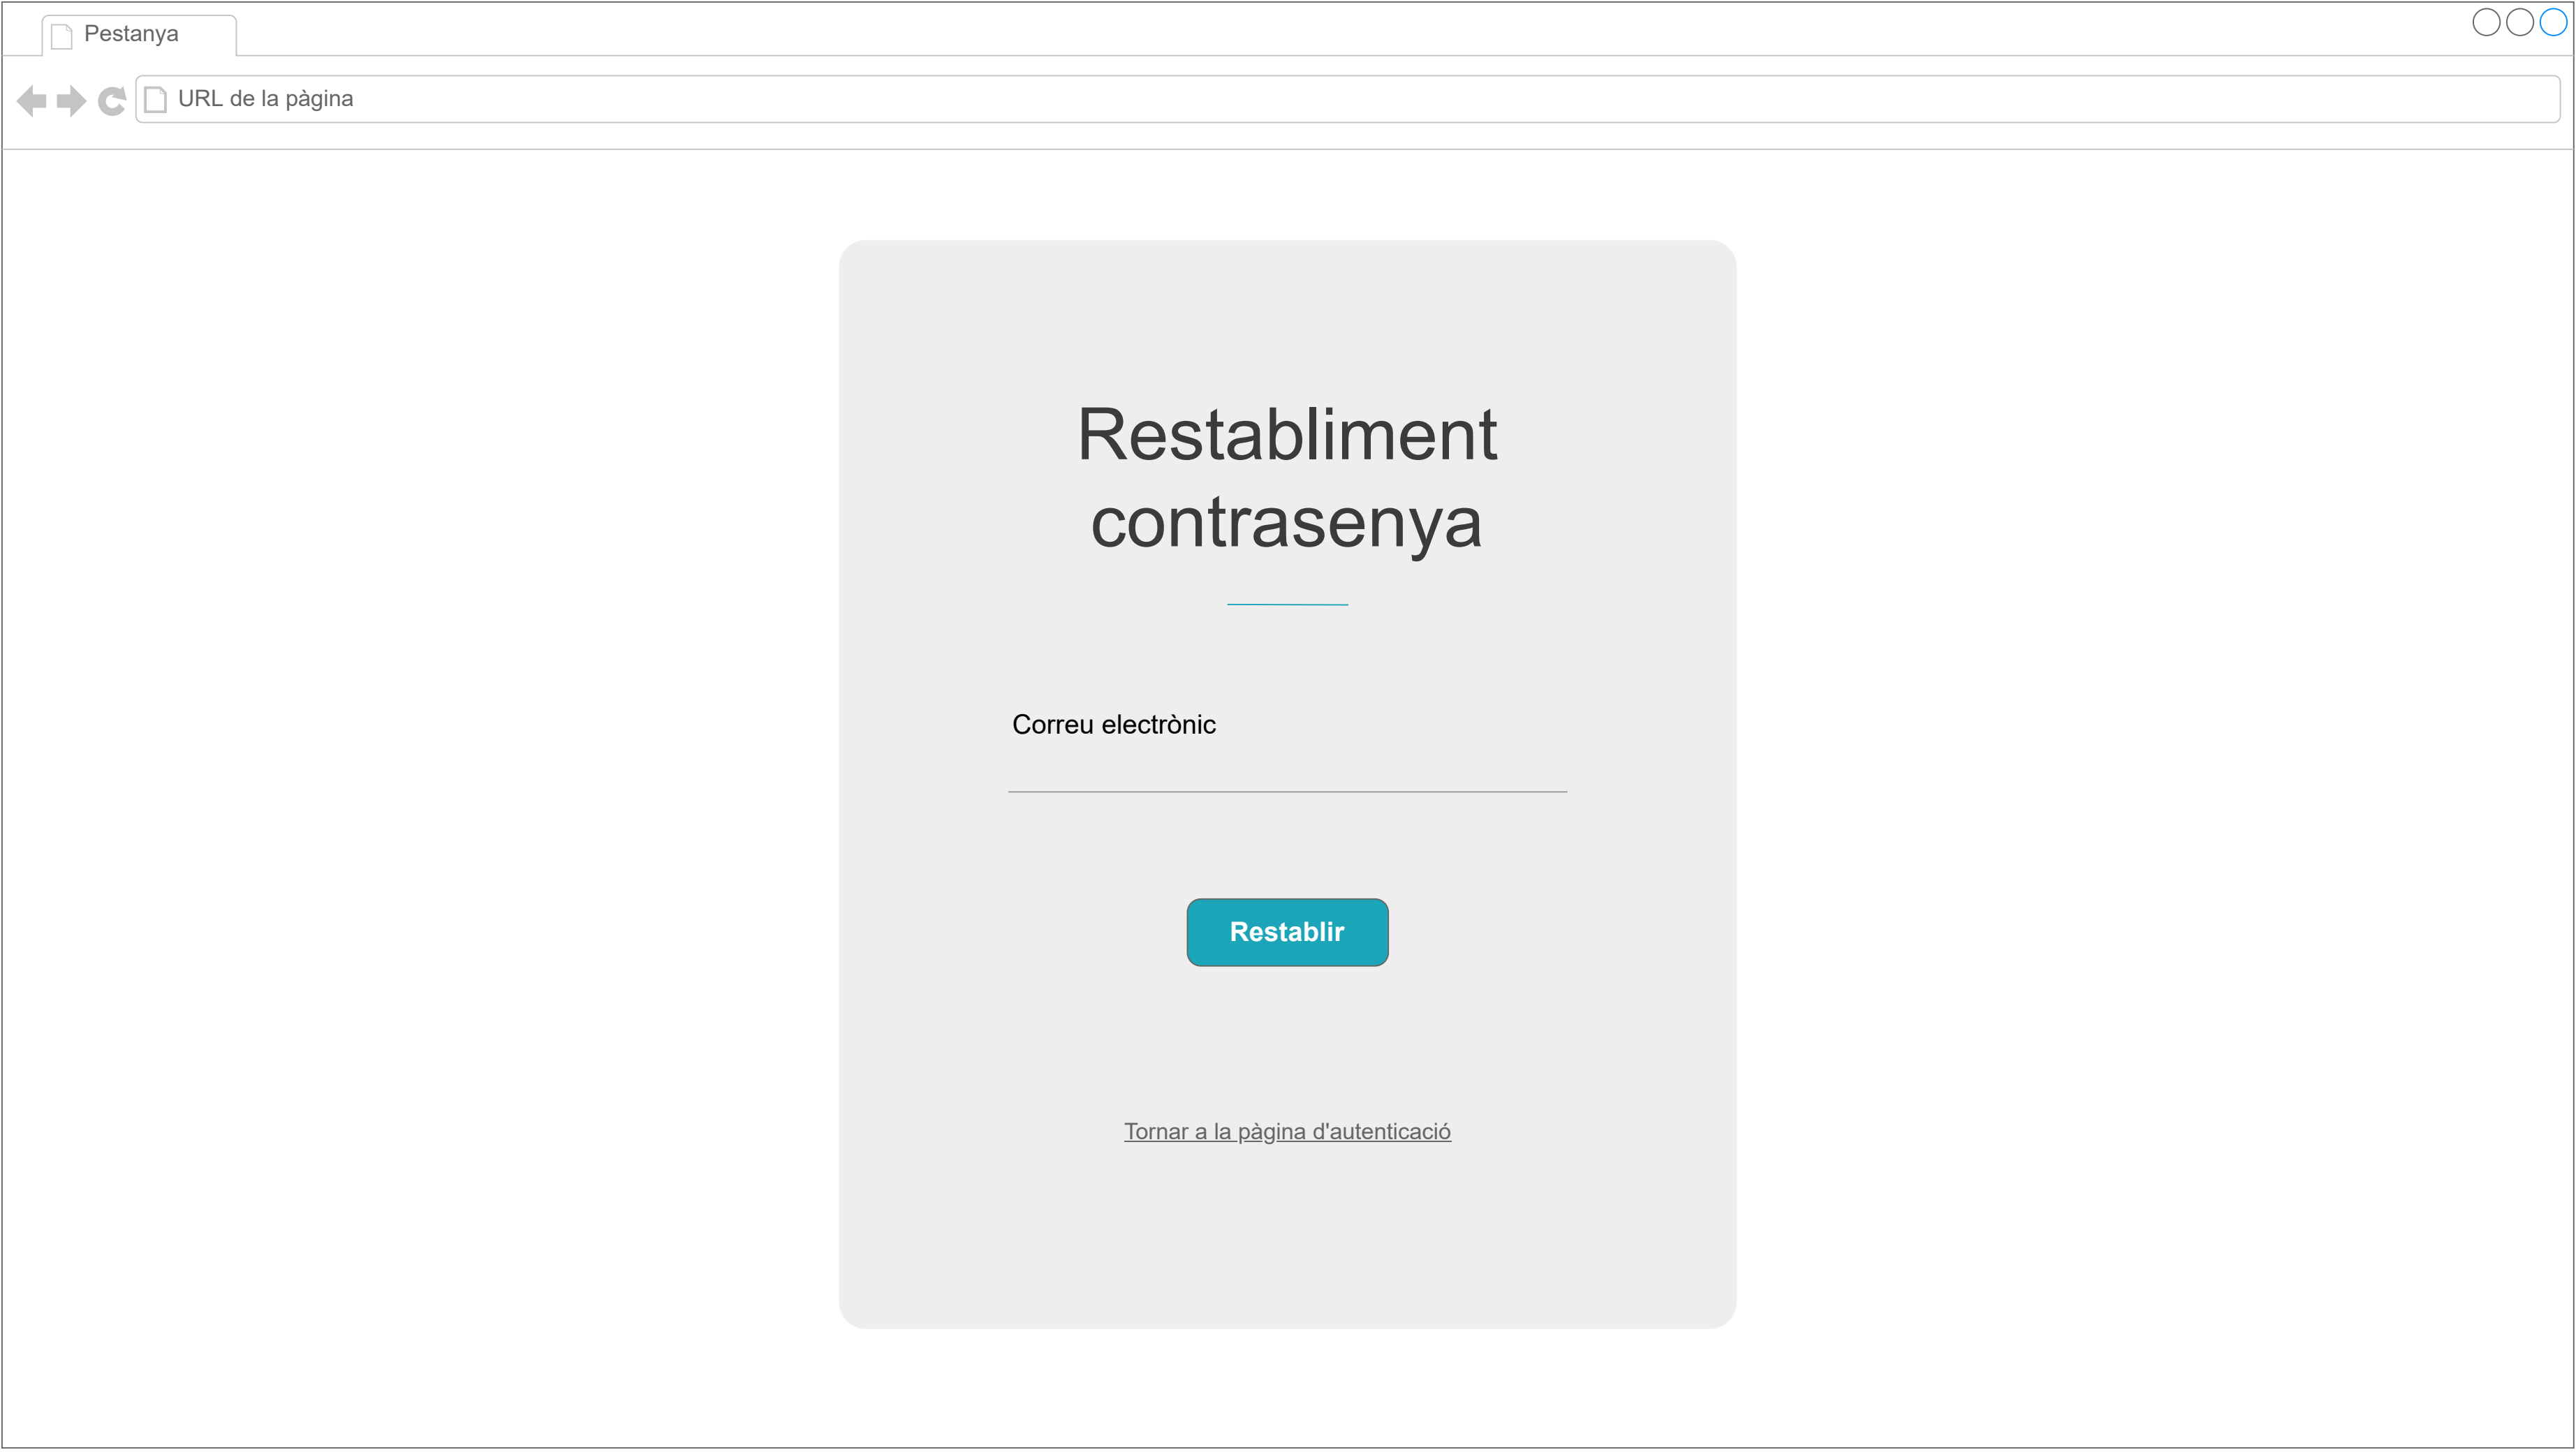 Pestanya
URL de la pàgina
Restabliment
contrasenya
Correu electrònic
Restablir
Tornar a la pàgina d'autenticació